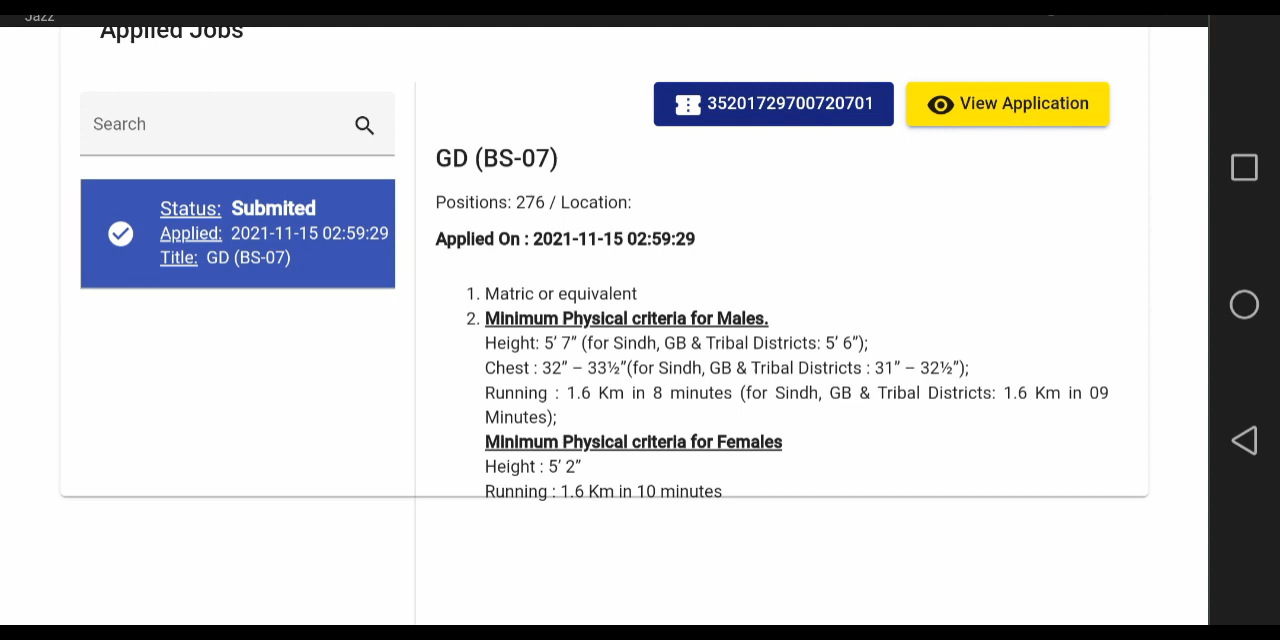 Jazz
Applied Jobs
Search
35201729700720701
View Application
Status: Submited
Applied: 2021-11-15 02:59:29
Title: GD (BS-07)
GD (BS-07)
Positions: 276 / Location:
Applied On : 2021-11-15 02:59:29
1. Matric or equivalent
2. Minimum Physical criteria for Males.
Height: 5’ 7” (for Sindh, GB & Tribal Districts: 5’ 6”);
Chest : 32” – 33½”(for Sindh, GB & Tribal Districts : 31” – 32½”);
Running : 1.6 Km in 8 minutes (for Sindh, GB & Tribal Districts: 1.6 Km in 09
Minutes);
Minimum Physical criteria for Females
Height : 5’ 2”
Running : 1.6 Km in 10 minutes